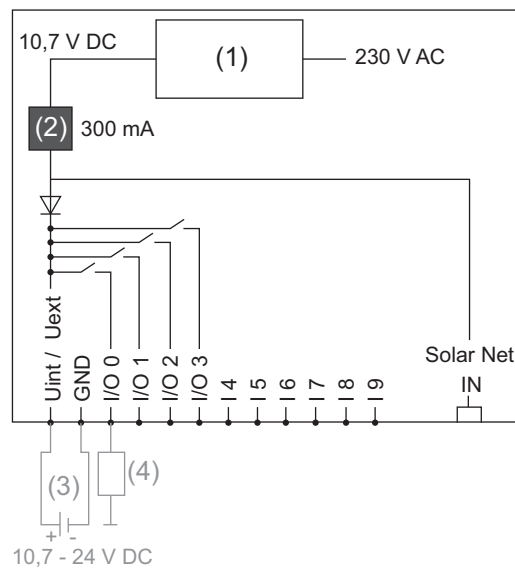 10,7 V DC
(1)
230 V AC
(2)
300 mA
Uint / Uext
GND
I/O 0
I/O 1
I/O 2
I/O 3
I 4
I 5
I 6
I 7
I 8
I 9
Solar Net
IN
(3)
(4)
+ -
10,7 - 24 V DC